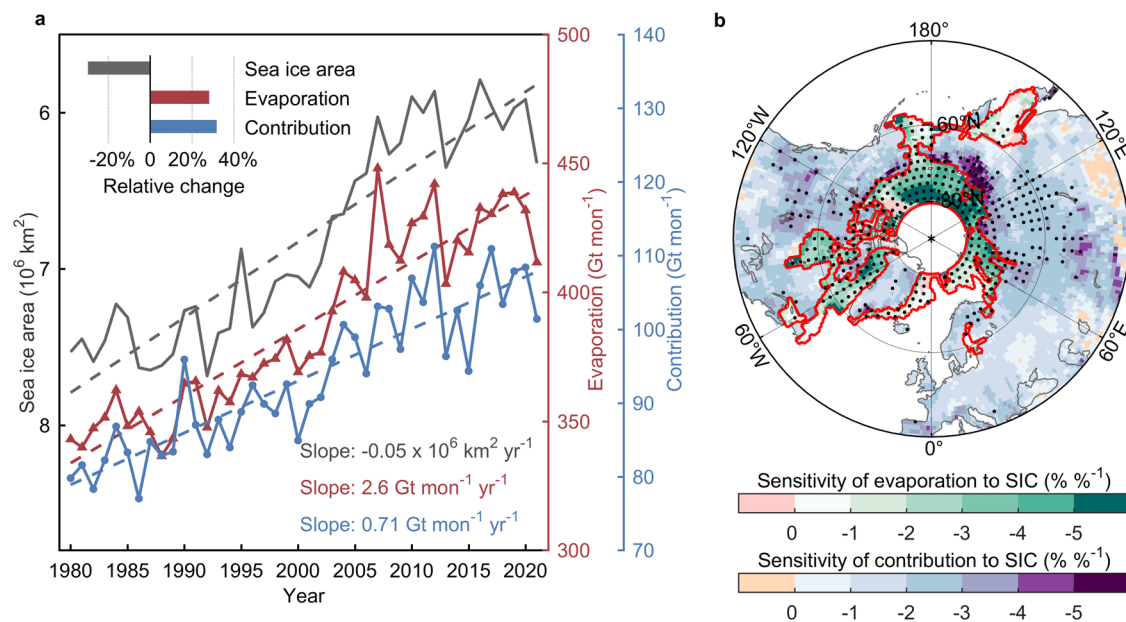 a
Sea ice area
Evaporation
Contribution
-20% 0 20% 40%
Relative change
5
6
7
8
Sea ice area (10⁶ km²)
500
450
400
350
300
Evaporation (Gt mon⁻¹)
140
130
120
110
100
90
80
70
Contribution (Gt mon⁻¹)
Slope: -0.05 x 10⁶ km² yr⁻¹
Slope: 2.6 Gt mon⁻¹ yr⁻¹
Slope: 0.71 Gt mon⁻¹ yr⁻¹
1980 1985 1990 1995 2000 2005 2010 2015 2020
Year
b
180°
120°W
120°E
60°N
80°N
60°W
60°E
0°
Sensitivity of evaporation to SIC (% %⁻¹)
0 -1 -2 -3 -4 -5
Sensitivity of contribution to SIC (% %⁻¹)
0 -1 -2 -3 -4 -5